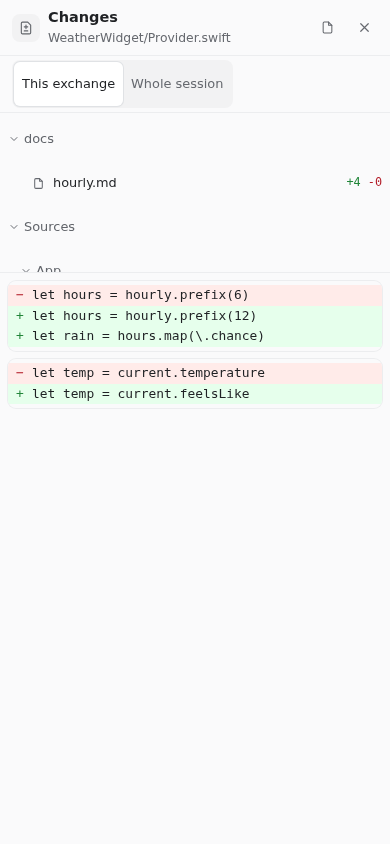 Changes
WeatherWidget/Provider.swift
This exchange
Whole session
docs
hourly.md +4 -0
Sources
App
− let hours = hourly.prefix(6)
+ let hours = hourly.prefix(12)
+ let rain = hours.map(\.chance)
− let temp = current.temperature
+ let temp = current.feelsLike